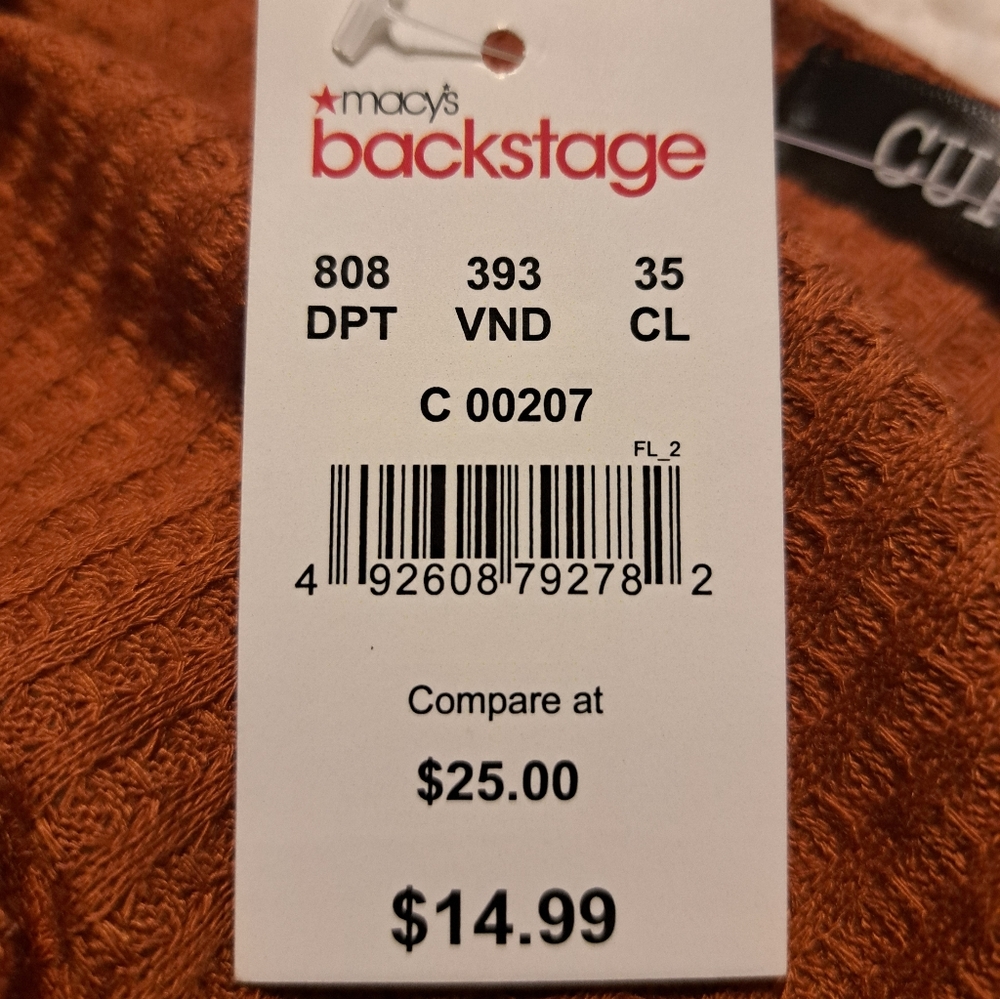 macy's
backstage
808 393 35
DPT VND CL
C 00207
FL_2
4 92608 79278 2
Compare at
$25.00
$14.99